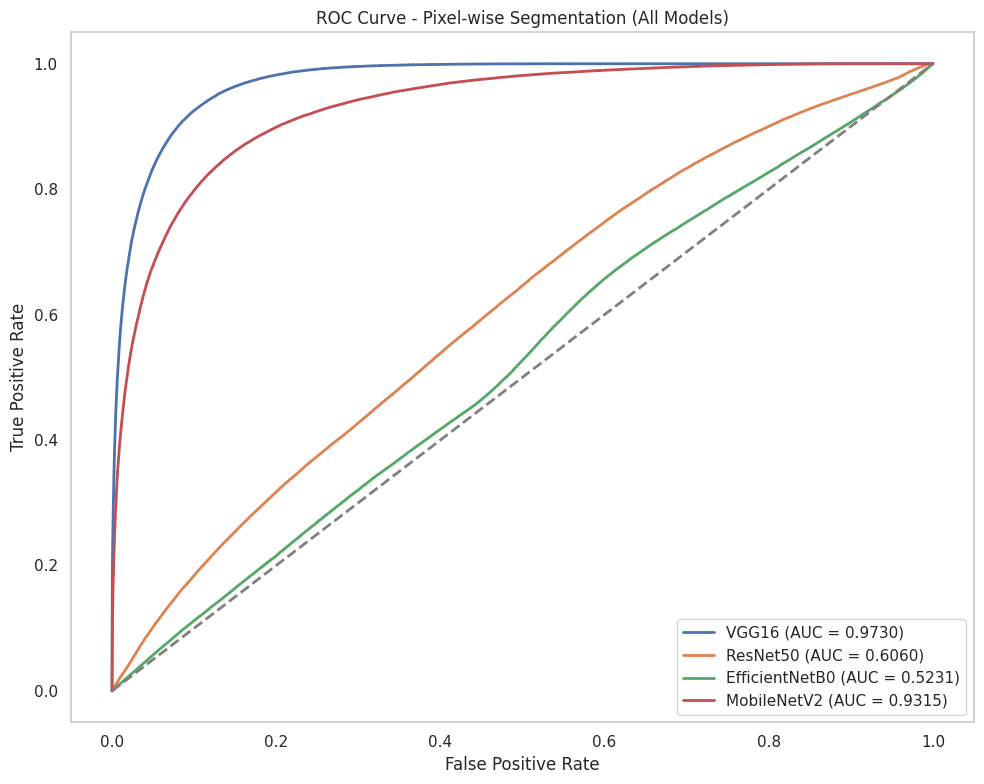 ROC Curve - Pixel-wise Segmentation (All Models)
True Positive Rate
1.0
0.8
0.6
0.4
0.2
0.0
0.0 0.2 0.4 0.6 0.8 1.0
False Positive Rate
VGG16 (AUC = 0.9730)
ResNet50 (AUC = 0.6060)
EfficientNetB0 (AUC = 0.5231)
MobileNetV2 (AUC = 0.9315)